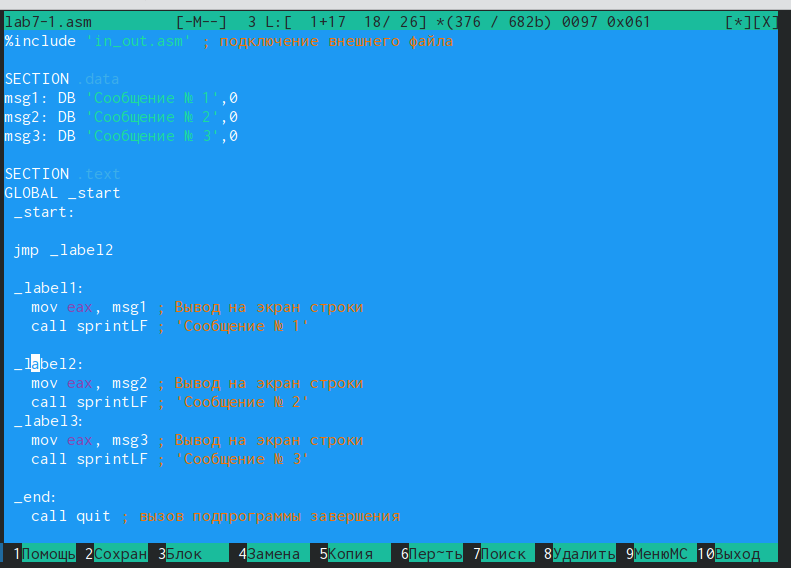 lab7-1.asm [-M--] 3 L:[ 1+17 18/ 26] *(376 / 682b) 0097 0x061 [*][X]
%include 'in_out.asm' ; подключение внешнего файла
SECTION .data
msg1: DB 'Сообщение № 1',0
msg2: DB 'Сообщение № 2',0
msg3: DB 'Сообщение № 3',0
SECTION .text
GLOBAL _start
_start:
jmp _label2
_label1:
mov eax, msg1 ; Вывод на экран строки
call sprintLF ; 'Сообщение № 1'
_label2:
mov eax, msg2 ; Вывод на экран строки
call sprintLF ; 'Сообщение № 2'
_label3:
mov eax, msg3 ; Вывод на экран строки
call sprintLF ; 'Сообщение № 3'
_end:
call quit ; вызов подпрограммы завершения
1Помощь 2Сохран 3Блок 4Замена 5Копия 6Пер~ть 7Поиск 8Удалить 9МенюМС 10Выход